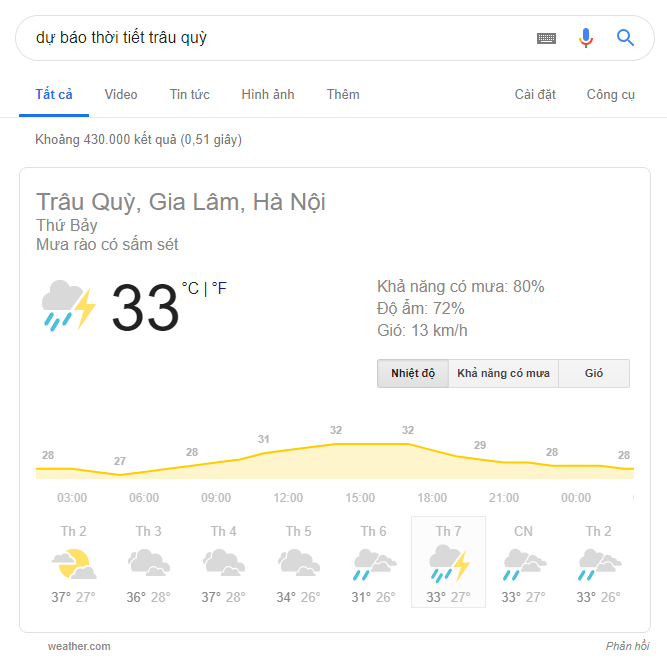 dự báo thời tiết trâu quỳ
Tất cả Video Tin tức Hình ảnh Thêm Cài đặt Công cụ
Khoảng 430.000 kết quả (0,51 giây)
Trâu Quỳ, Gia Lâm, Hà Nội
Thứ Bảy
Mưa rào có sấm sét
33 °C | °F
Khả năng có mưa: 80%
Độ ẩm: 72%
Gió: 13 km/h
Nhiệt độ Khả năng có mưa Gió
28 27 28 31 32 32 29 28 28
03:00 06:00 09:00 12:00 15:00 18:00 21:00 00:00
Th 2 Th 3 Th 4 Th 5 Th 6 Th 7 CN Th 2
37° 27° 36° 28° 37° 28° 34° 26° 31° 26° 33° 27° 33° 27° 33° 26°
weather.com Phản hồi